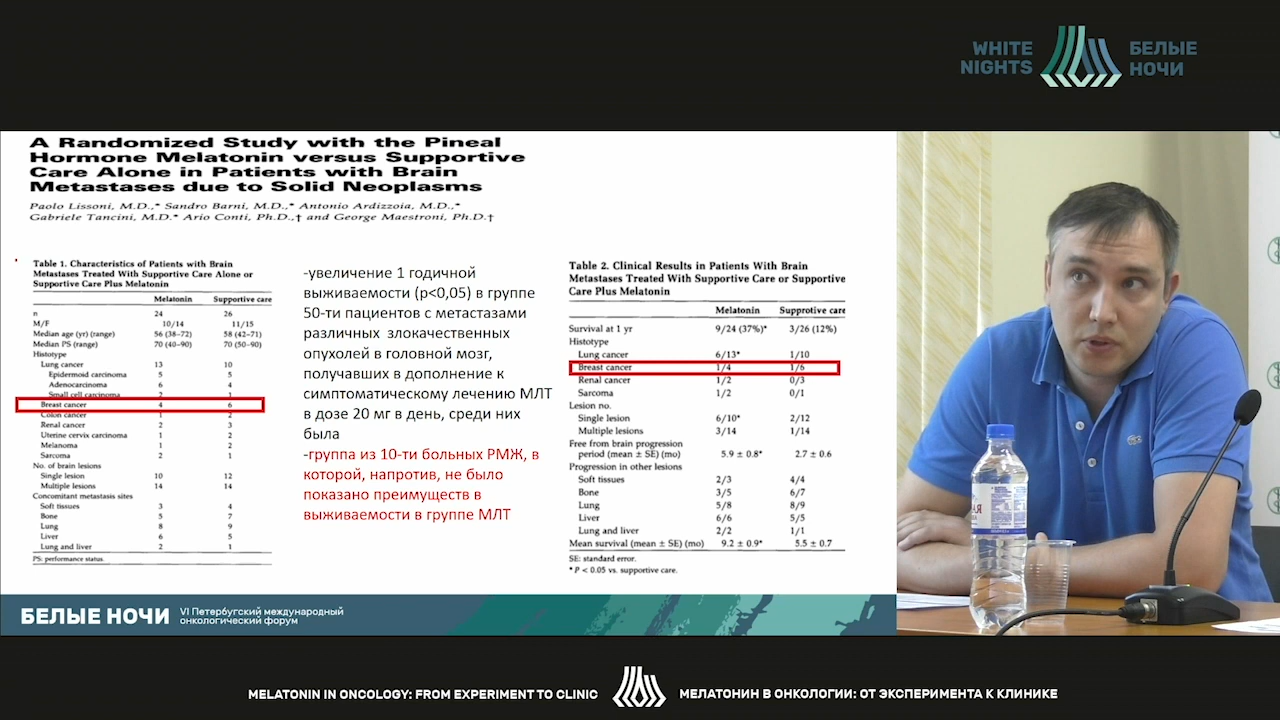 WHITE
NIGHTS
БЕЛЫЕ
НОЧИ
A Randomized Study with the Pineal
Hormone Melatonin versus Supportive
Care Alone in Patients with Brain
Metastases due to Solid Neoplasms
Paolo Lissoni, M.D.,* Sandro Barni, M.D.,* Antonio Ardizzoia, M.D.,*
Gabriele Tancini, M.D.* Ario Conti, Ph.D.,† and George Maestroni, Ph.D.†
Table 1. Characteristics of Patients with Brain
Metastases Treated With Supportive Care Alone or
Supportive Care Plus Melatonin
Melatonin Supportive care
n 24 26
M/F 10/14 11/15
Median age (yr) (range) 56 (38–72) 58 (42–71)
Median PS (range) 70 (40–90) 70 (50–90)
Histotype
Lung cancer 13 10
Epidermoid carcinoma 5 5
Adenocarcinoma 6 4
Small cell carcinoma 2 1
Breast cancer 4 6
Colon cancer 1 2
Renal cancer 2 3
Uterine cervix carcinoma 1 2
Melanoma 1 2
Sarcoma 2 1
No. of brain lesions
Single lesion 10 12
Multiple lesions 14 14
Concomitant metastasis sites
Soft tissues 3 4
Bone 5 7
Lung 8 9
Liver 6 5
Lung and liver 2 1
PS: performance status.
-увеличение 1 годичной
выживаемости (p<0,05) в группе
50-ти пациентов с метастазами
различных злокачественных
опухолей в головной мозг,
получавших в дополнение к
симптоматическому лечению МЛТ
в дозе 20 мг в день, среди них
была
-группа из 10-ти больных РМЖ, в
которой, напротив, не было
показано преимуществ в
выживаемости в группе МЛТ
Table 2. Clinical Results in Patients With Brain
Metastases Treated With Supportive Care or Supportive
Care Plus Melatonin
Melatonin Supprotive care
Survival at 1 yr 9/24 (37%)* 3/26 (12%)
Histotype
Lung cancer 6/13* 1/10
Breast cancer 1/4 1/6
Renal cancer 1/2 0/3
Sarcoma 1/2 0/1
Lesion no.
Single lesion 6/10* 2/12
Multiple lesions 3/14 1/14
Free from brain progression
period (mean ± SE) (mo) 5.9 ± 0.8* 2.7 ± 0.6
Progression in other lesions
Soft tissues 2/3 4/4
Bone 3/5 6/7
Lung 5/8 8/9
Liver 6/6 5/5
Lung and liver 2/2 1/1
Mean survival (mean ± SE) (mo) 9.2 ± 0.9* 5.5 ± 0.7
SE: standard error.
* P < 0.05 vs. supportive care.
БЕЛЫЕ НОЧИ
VI Петербугский международный
онкологический форум
MELATONIN IN ONCOLOGY: FROM EXPERIMENT TO CLINIC
МЕЛАТОНИН В ОНКОЛОГИИ: ОТ ЭКСПЕРИМЕНТА К КЛИНИКЕ